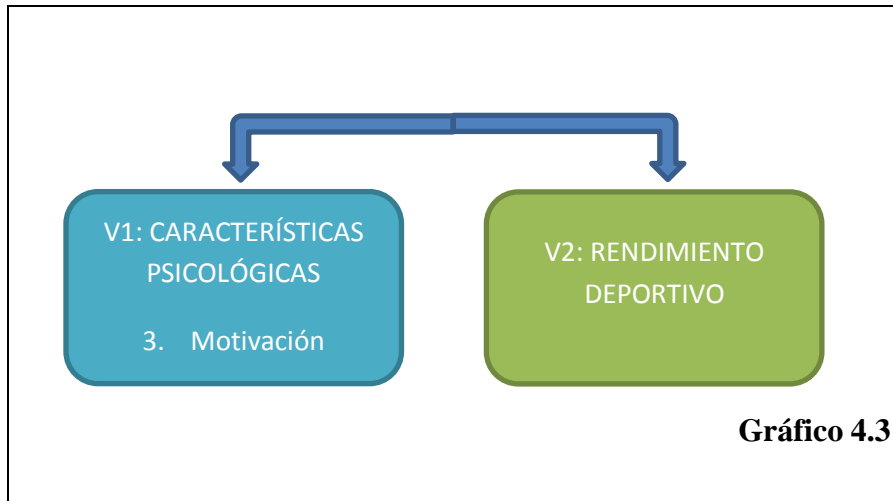 V1: CARACTERÍSTICAS
PSICOLÓGICAS
3. Motivación
V2: RENDIMIENTO
DEPORTIVO
Gráfico 4.3